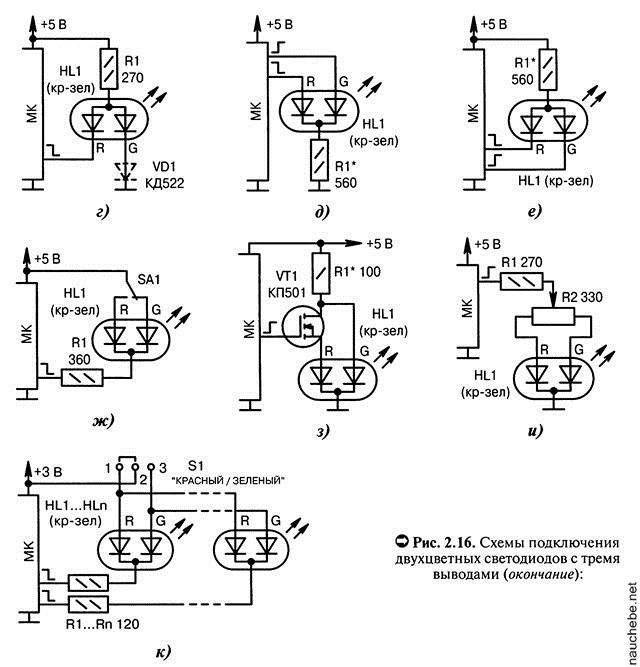 +5 В
HL1
(кр-зел)
R1
270
МК
R
G
VD1
КД522
г)
+5 В
МК
R
G
HL1
(кр-зел)
R1*
560
д)
+5 В
R1*
560
МК
R
G
HL1 (кр-зел)
е)
+5 В
SA1
HL1
(кр-зел)
R
G
МК
R1
360
ж)
+5 В
VT1
КП501
R1* 100
МК
HL1
(кр-зел)
R
G
з)
+5 В
R1 270
R2 330
МК
R
G
HL1
(кр-зел)
и)
+3 В
1
2
3
S1
"КРАСНЫЙ / ЗЕЛЕНЫЙ"
HL1...HLn
(кр-зел)
R
G
R
G
МК
R1...Rn 120
к)
Рис. 2.16. Схемы подключения
двухцветных светодиодов с тремя
выводами (окончание):
nauchebe.net